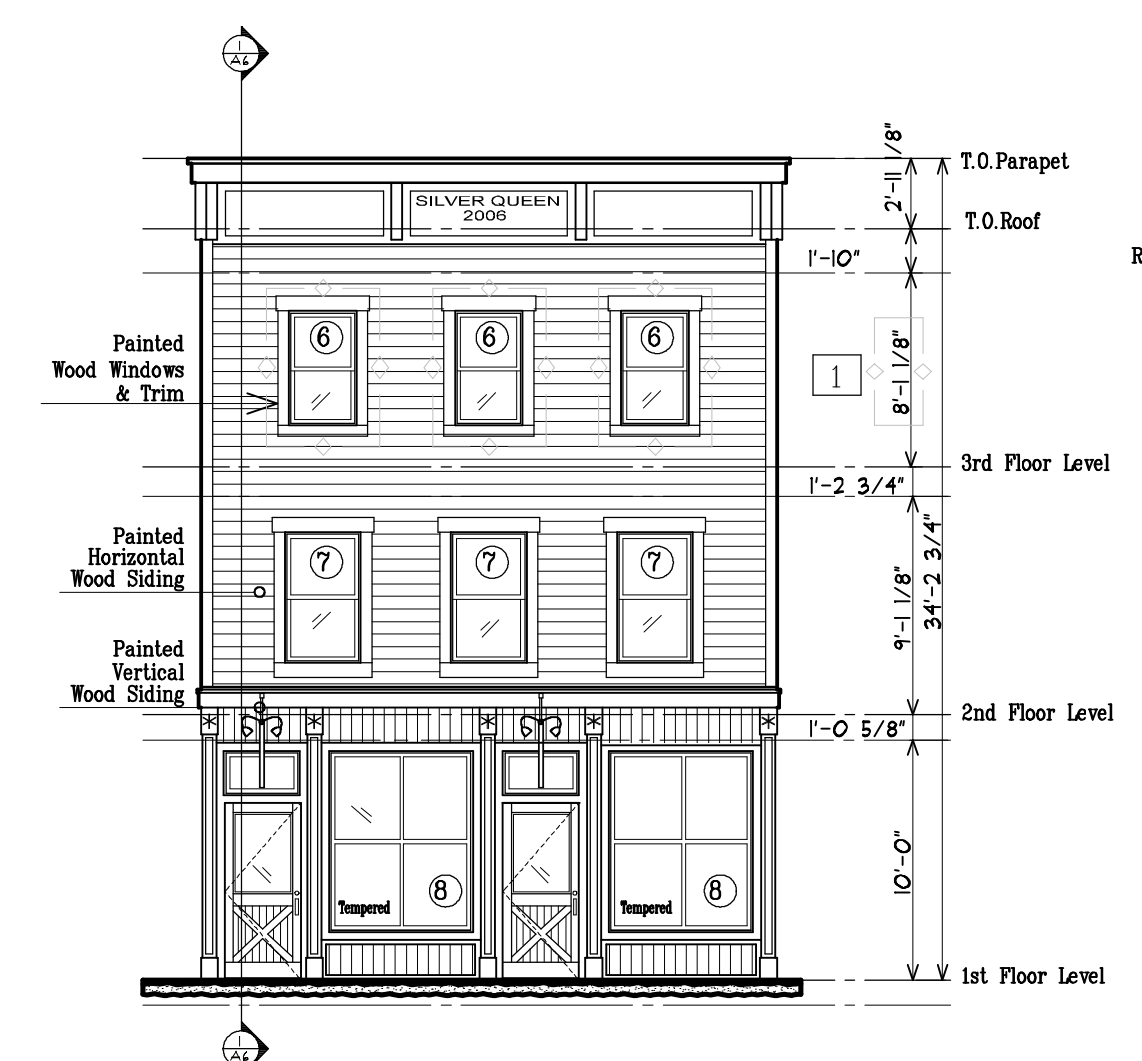 1
A6
2'-11 1/8"
T.O.Parapet
SILVER QUEEN
2006
T.O.Roof
1'-10"
R
6
6
6
Painted
Wood Windows
& Trim
1
8'-1 1/8"
3rd Floor Level
1'-2 3/4"
Painted
Horizontal
Wood Siding
7
7
7
9'-1 1/8"
34'-2 3/4"
Painted
Vertical
Wood Siding
2nd Floor Level
1'-0 5/8"
10'-0"
8
8
Tempered
Tempered
1st Floor Level
1
A6